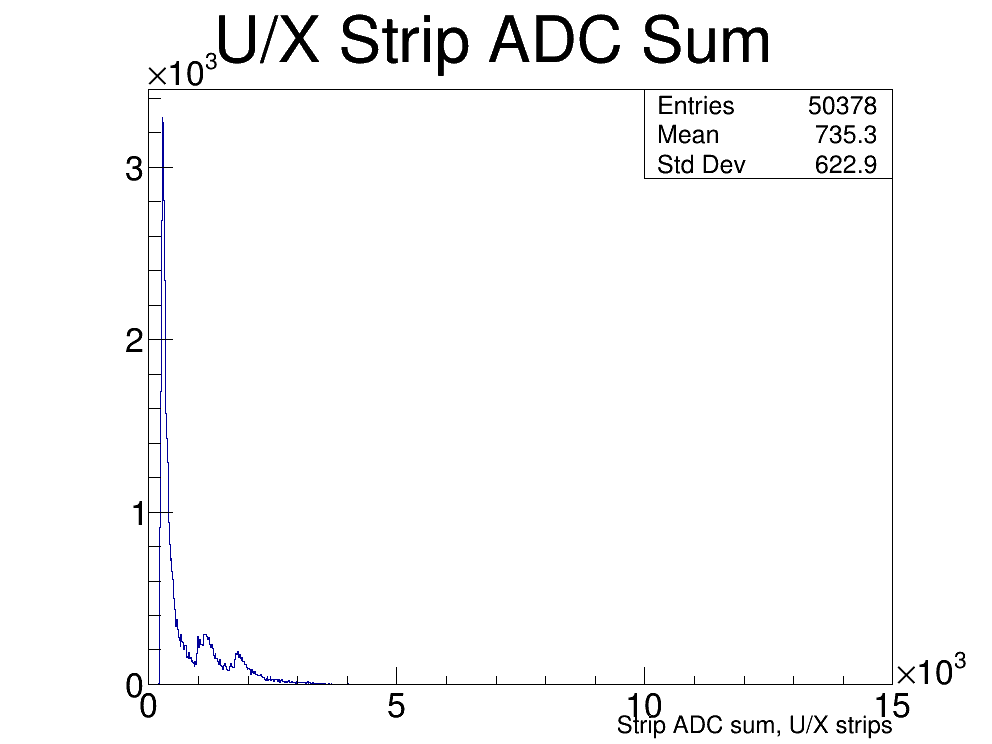 U/X Strip ADC Sum
×10³
Entries 50378
Mean 735.3
Std Dev 622.9
3
2
1
0
0 5 10 15
×10³
Strip ADC sum, U/X strips